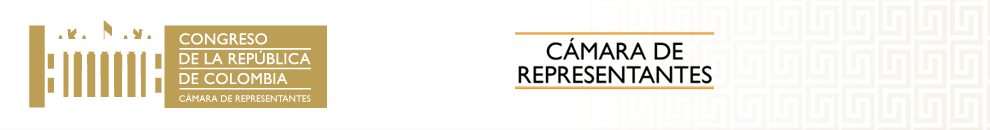 CONGRESO
DE LA REPÚBLICA
DE COLOMBIA
CÁMARA DE REPRESENTANTES
CÁMARA DE
REPRESENTANTES